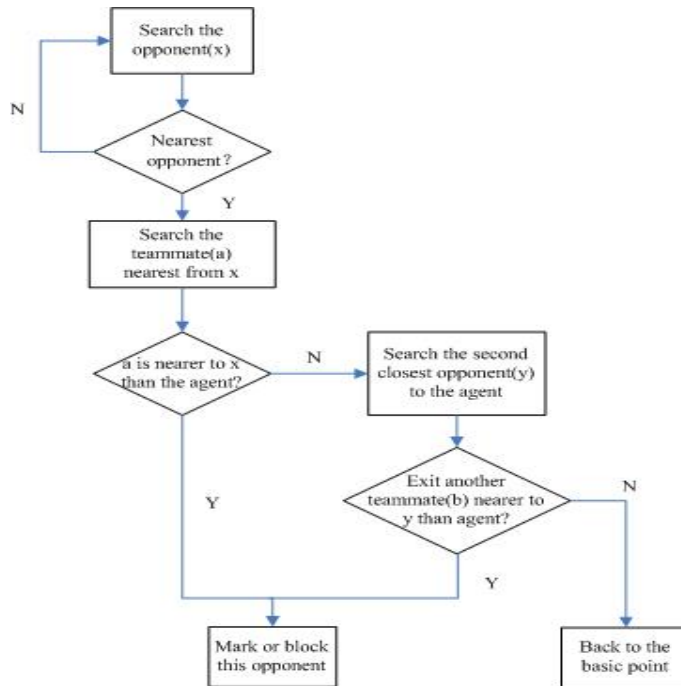 Search the
opponent(x)
N
Nearest
opponent?
Y
Search the
teammate(a)
nearest from x
a is nearer to x
than the agent?
N
Search the second
closest opponent(y)
to the agent
Y
Exit another
teammate(b) nearer to
y than agent?
N
Y
Mark or block
this opponent
Back to the
basic point